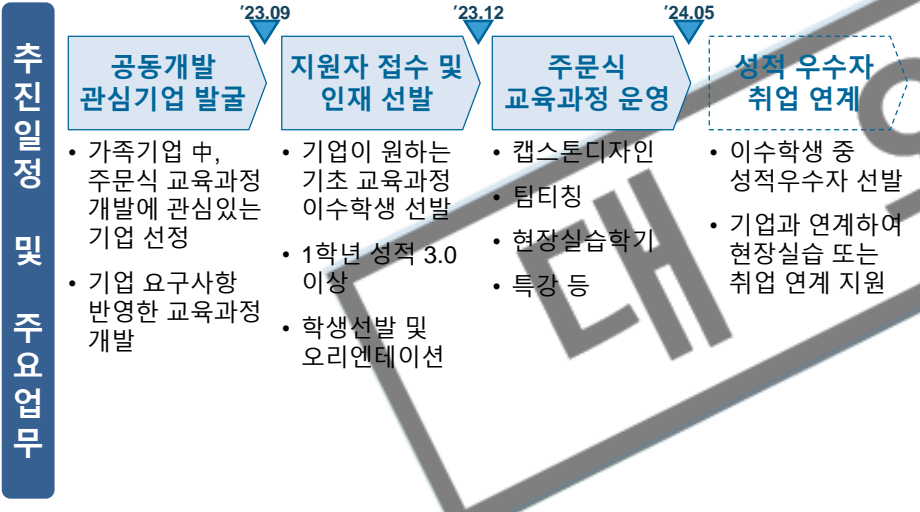 추진일정 및 주요업무
’23.09
’23.12
’24.05
공동개발
관심기업 발굴
지원자 접수 및
인재 선발
주문식
교육과정 운영
성적 우수자
취업 연계
• 가족기업 中,
주문식 교육과정
개발에 관심있는
기업 선정
• 기업 요구사항
반영한 교육과정
개발
• 기업이 원하는
기초 교육과정
이수학생 선발
• 1학년 성적 3.0
이상
• 학생선발 및
오리엔테이션
• 캡스톤디자인
• 팀티칭
• 현장실습학기
• 특강 등
• 이수학생 중
성적우수자 선발
• 기업과 연계하여
현장실습 또는
취업 연계 지원
대